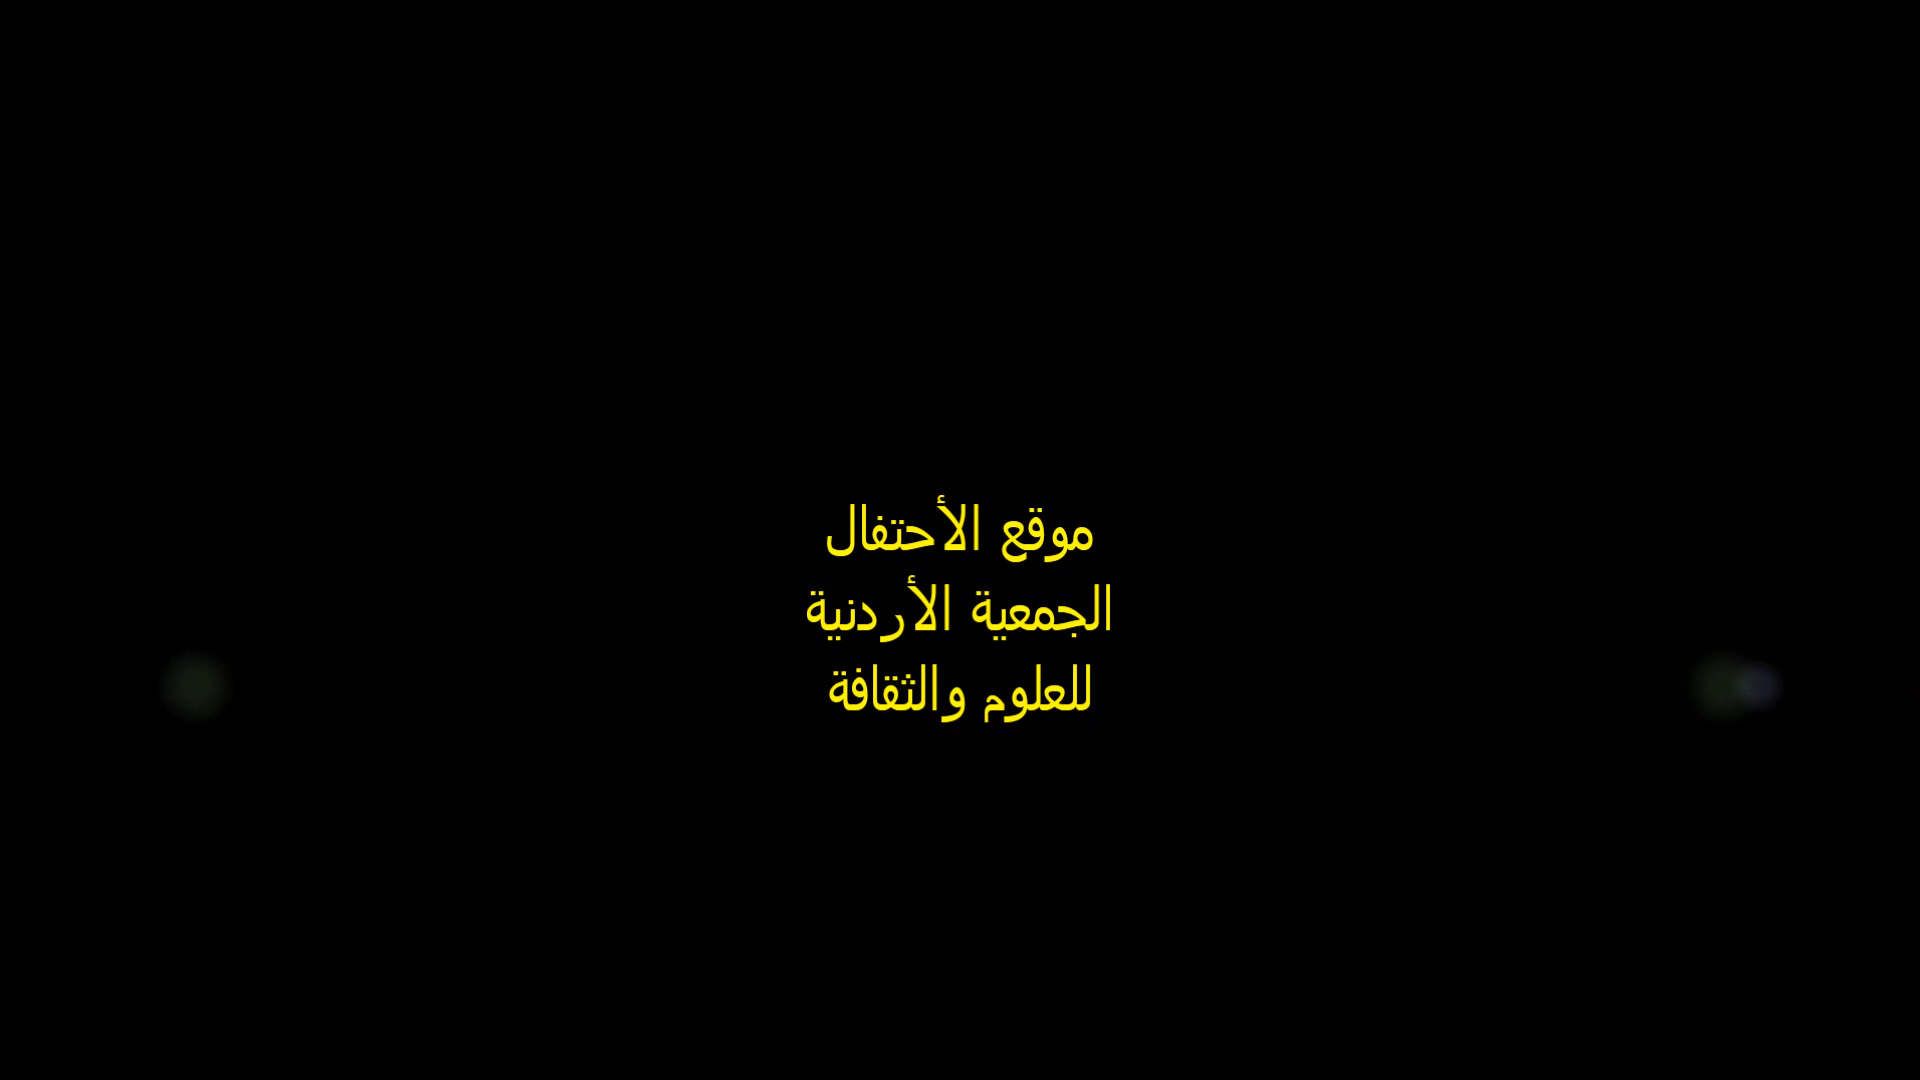 موقع الأحتفال
الجمعية الأردنية
للعلوم والثقافة